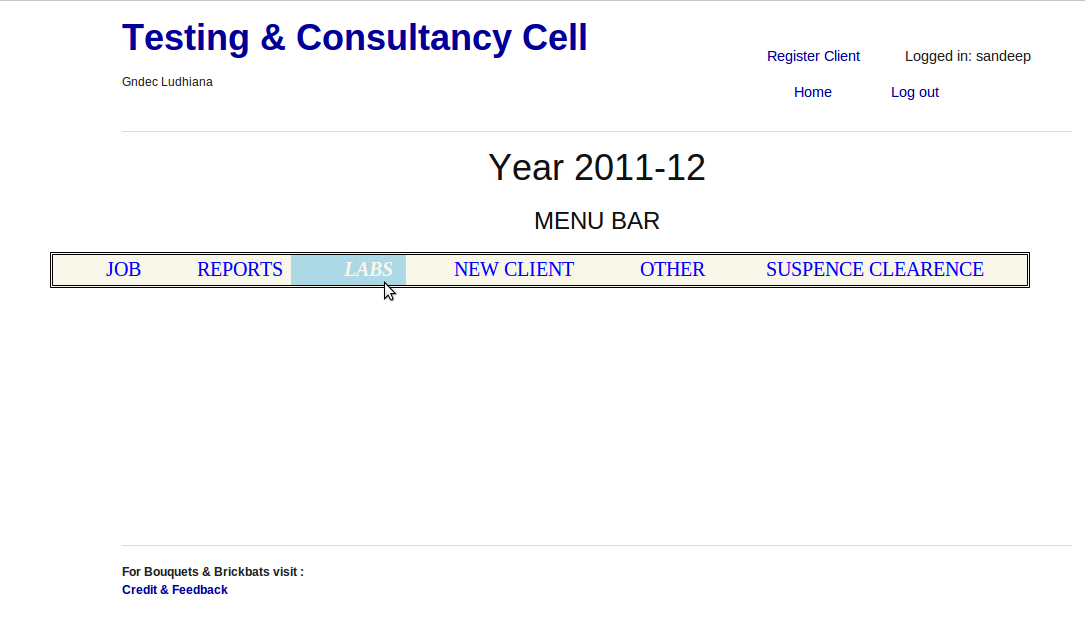 Testing & Consultancy Cell
Gndec Ludhiana
Register Client Logged in: sandeep
Home Log out
Year 2011-12
MENU BAR
JOB REPORTS LABS NEW CLIENT OTHER SUSPENCE CLEARENCE
For Bouquets & Brickbats visit :
Credit & Feedback